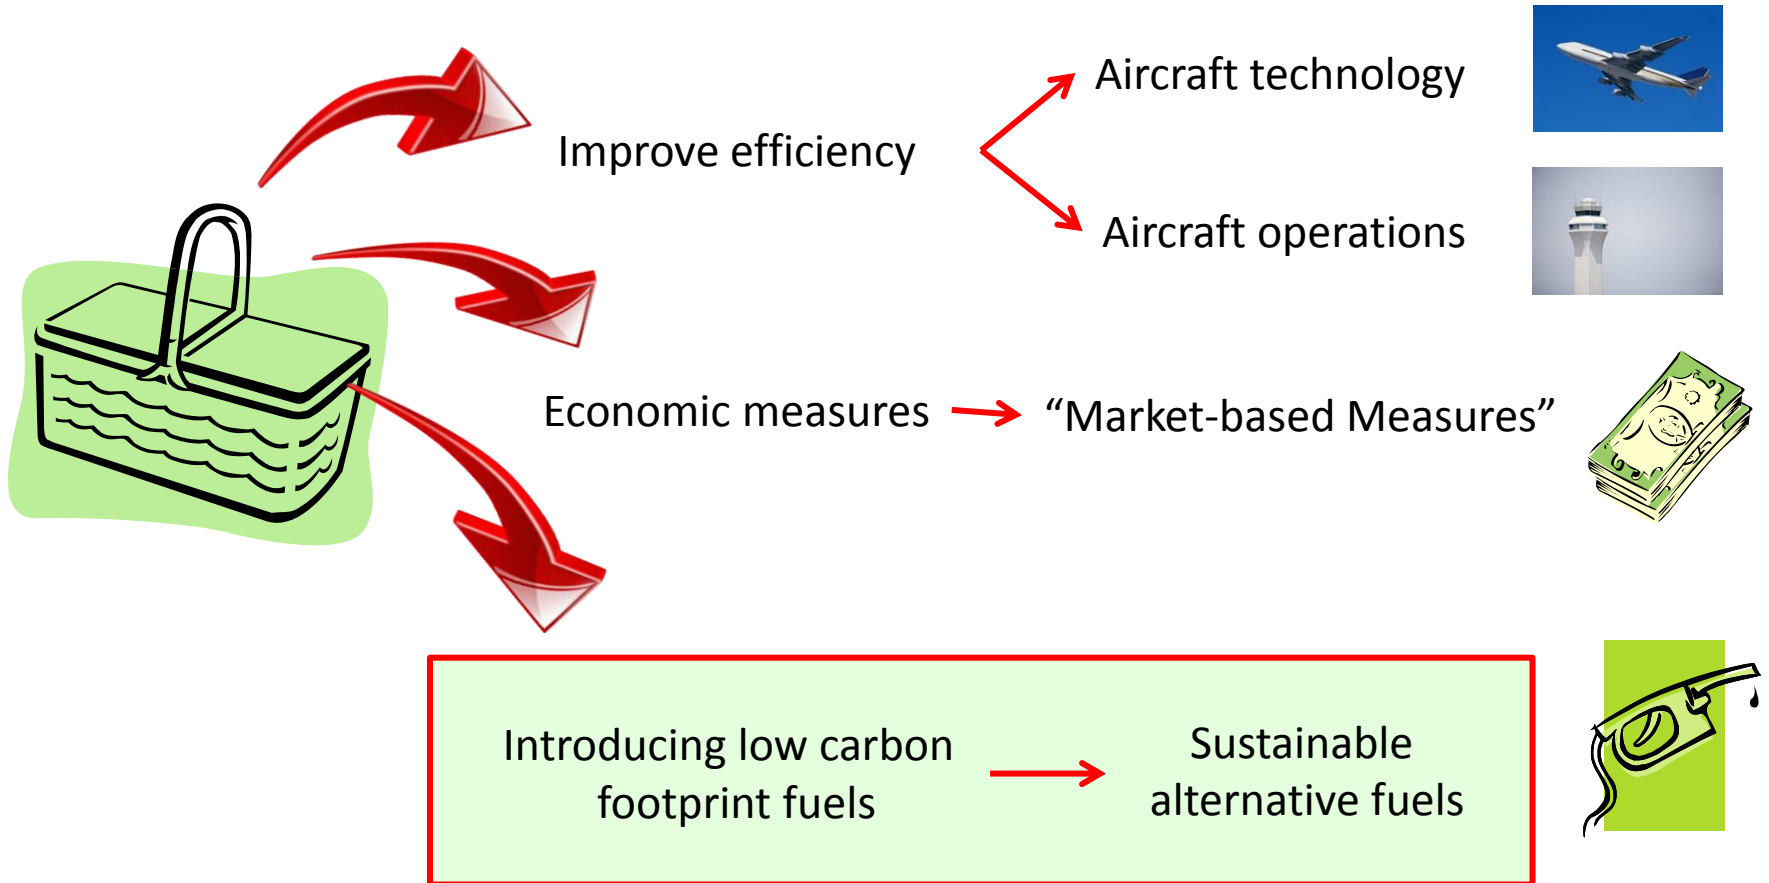 Aircraft technology
Improve efficiency
Aircraft operations
Economic measures
“Market-based Measures”
Introducing low carbon
footprint fuels
Sustainable
alternative fuels